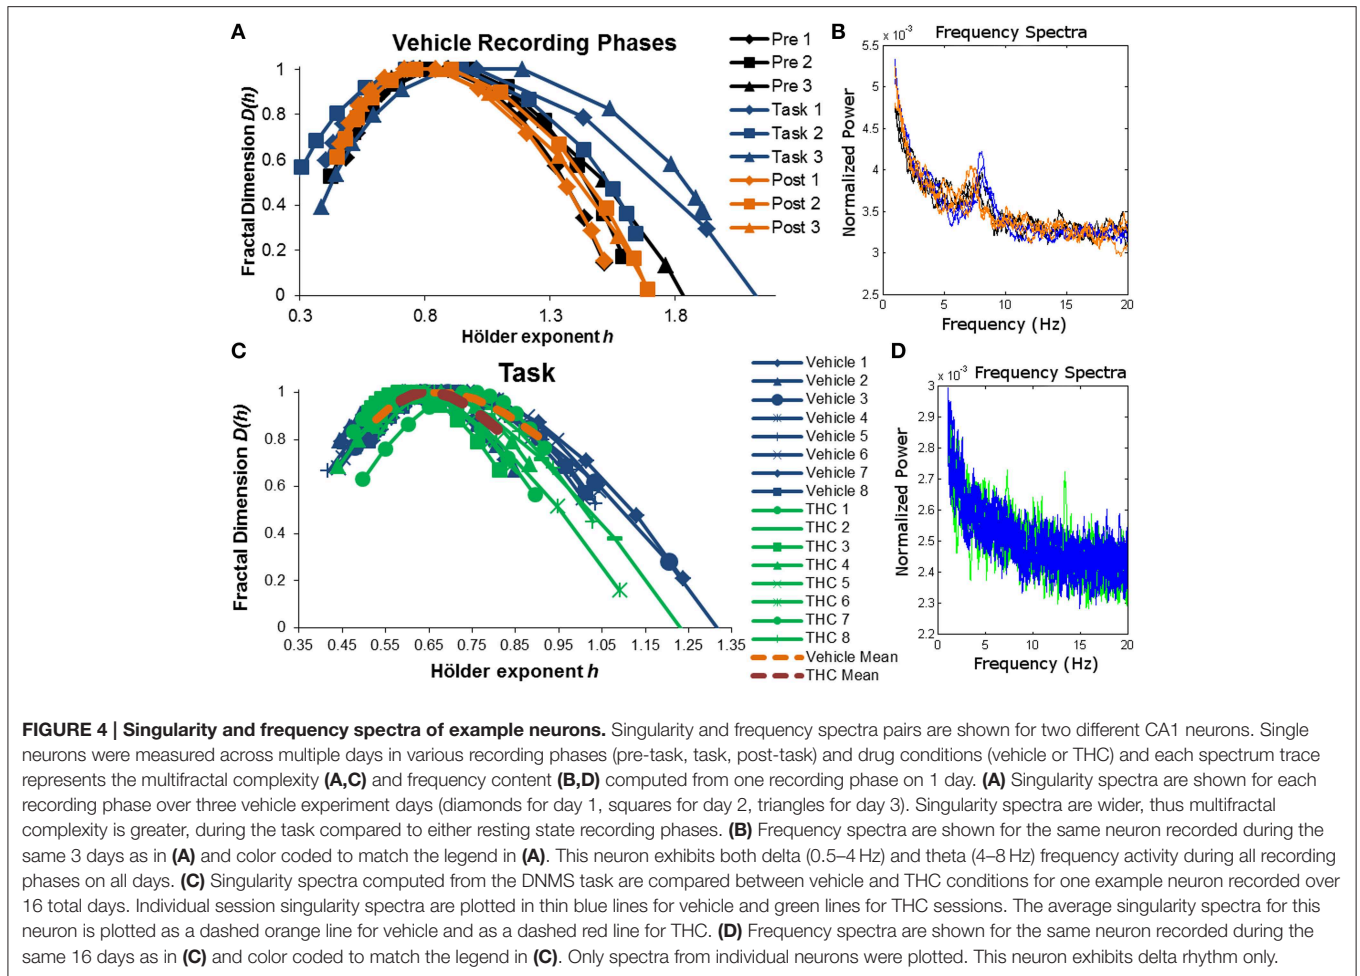 A
Vehicle Recording Phases
Fractal Dimension D(h)
1
0.8
0.6
0.4
0.2
0
0.3
0.8
1.3
1.8
Hölder exponent h
Pre 1
Pre 2
Pre 3
Task 1
Task 2
Task 3
Post 1
Post 2
Post 3
B
Frequency Spectra
× 10⁻³
Normalized Power
5.5
5
4.5
4
3.5
3
2.5
0
5
10
15
20
Frequency (Hz)
C
Task
Fractal Dimension D(h)
1
0.8
0.6
0.4
0.2
0
0.35
0.45
0.55
0.65
0.75
0.85
0.95
1.05
1.15
1.25
1.35
Hölder exponent h
Vehicle 1
Vehicle 2
Vehicle 3
Vehicle 4
Vehicle 5
Vehicle 6
Vehicle 7
Vehicle 8
THC 1
THC 2
THC 3
THC 4
THC 5
THC 6
THC 7
THC 8
Vehicle Mean
THC Mean
D
Frequency Spectra
× 10⁻³
Normalized Power
3
2.9
2.8
2.7
2.6
2.5
2.4
2.3
2.2
0
5
10
15
20
Frequency (Hz)
FIGURE 4 | Singularity and frequency spectra of example neurons. Singularity and frequency spectra pairs are shown for two different CA1 neurons. Single
neurons were measured across multiple days in various recording phases (pre-task, task, post-task) and drug conditions (vehicle or THC) and each spectrum trace
represents the multifractal complexity (A,C) and frequency content (B,D) computed from one recording phase on 1 day. (A) Singularity spectra are shown for each
recording phase over three vehicle experiment days (diamonds for day 1, squares for day 2, triangles for day 3). Singularity spectra are wider, thus multifractal
complexity is greater, during the task compared to either resting state recording phases. (B) Frequency spectra are shown for the same neuron recorded during the
same 3 days as in (A) and color coded to match the legend in (A). This neuron exhibits both delta (0.5–4 Hz) and theta (4–8 Hz) frequency activity during all recording
phases on all days. (C) Singularity spectra computed from the DNMS task are compared between vehicle and THC conditions for one example neuron recorded over
16 total days. Individual session singularity spectra are plotted in thin blue lines for vehicle and green lines for THC sessions. The average singularity spectra for this
neuron is plotted as a dashed orange line for vehicle and as a dashed red line for THC. (D) Frequency spectra are shown for the same neuron recorded during the
same 16 days as in (C) and color coded to match the legend in (C). Only spectra from individual neurons were plotted. This neuron exhibits delta rhythm only.